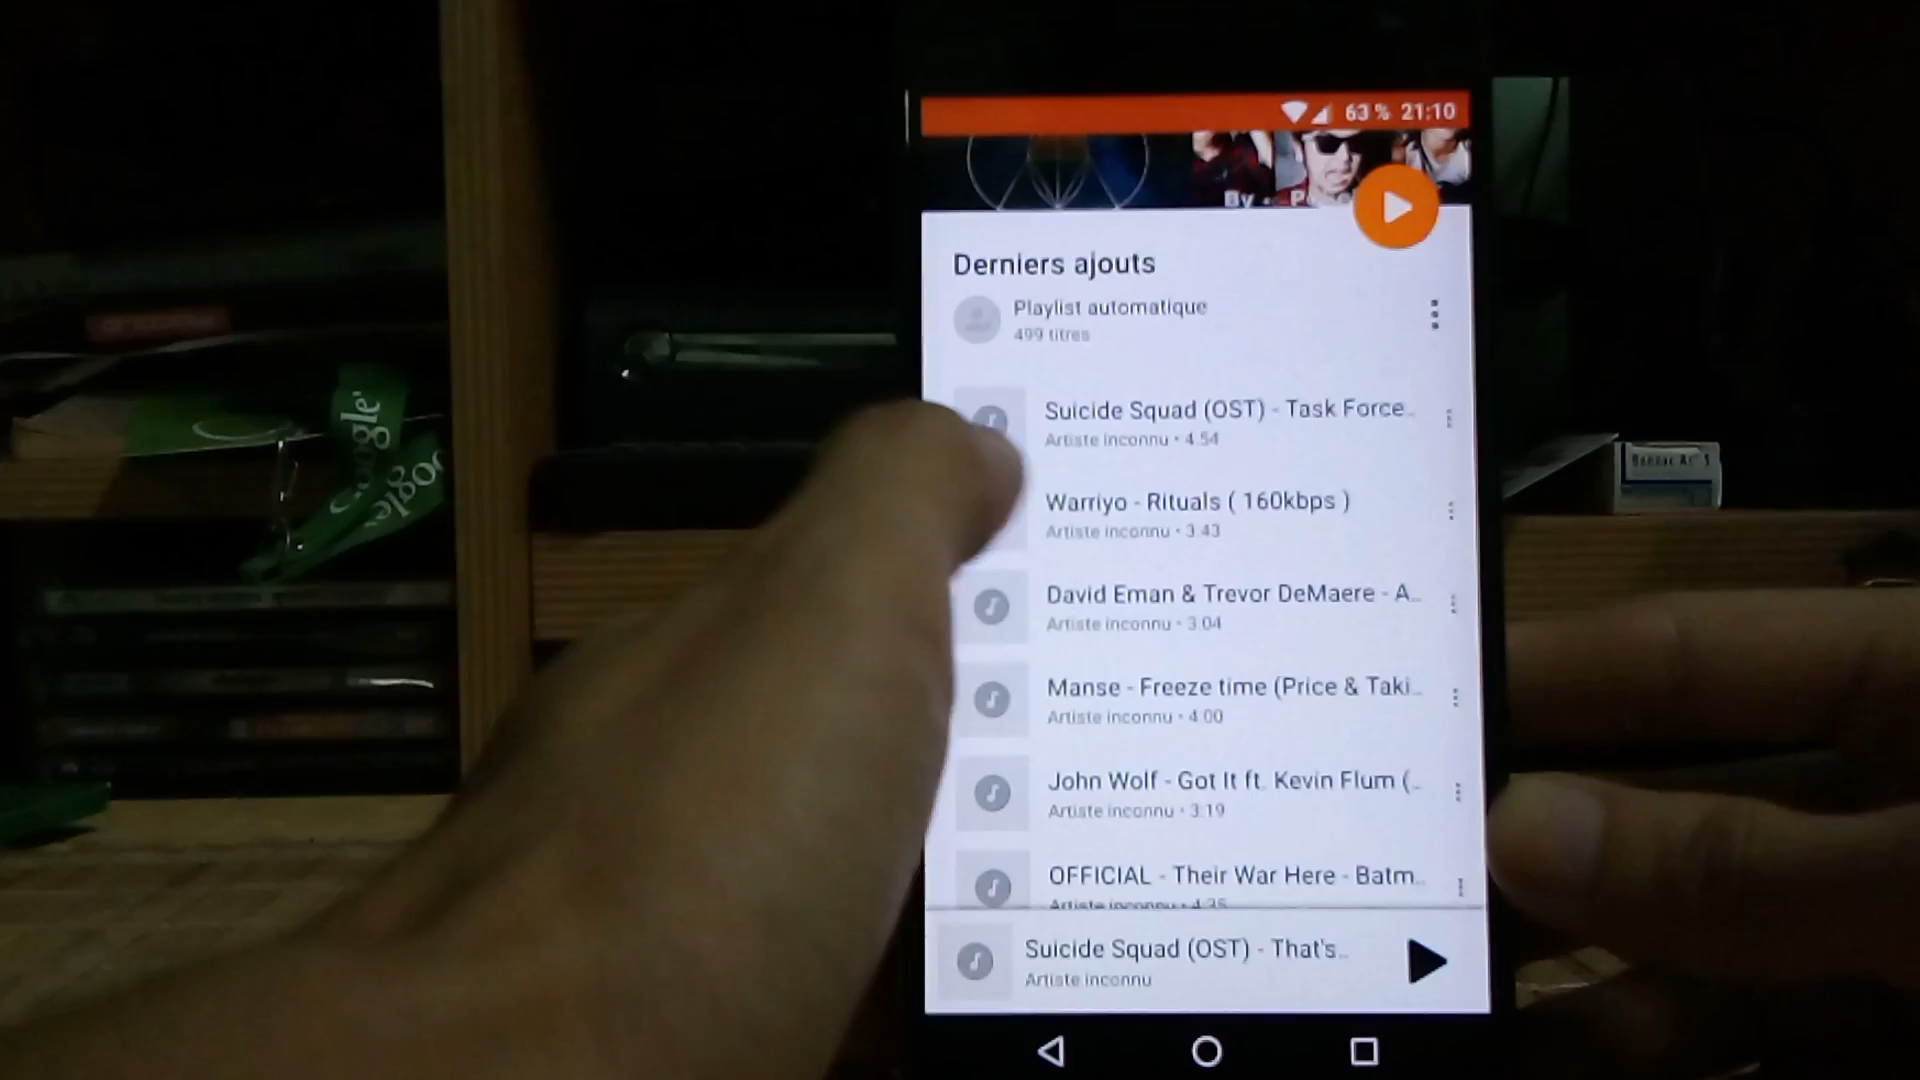 63 % 21:10
By
Derniers ajouts
Playlist automatique
499 titres
Suicide Squad (OST) - Task Force..
Artiste inconnu • 4:54
Warriyo - Rituals ( 160kbps )
Artiste inconnu • 3:43
David Eman & Trevor DeMaere - A..
Artiste inconnu • 3:04
Manse - Freeze time (Price & Taki..
Artiste inconnu • 4:00
John Wolf - Got It ft. Kevin Flum (..
Artiste inconnu • 3:19
OFFICIAL - Their War Here - Batm..
Artiste inconnu • 4:35
Suicide Squad (OST) - That's..
Artiste inconnu
Google